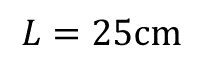 L = 25cm